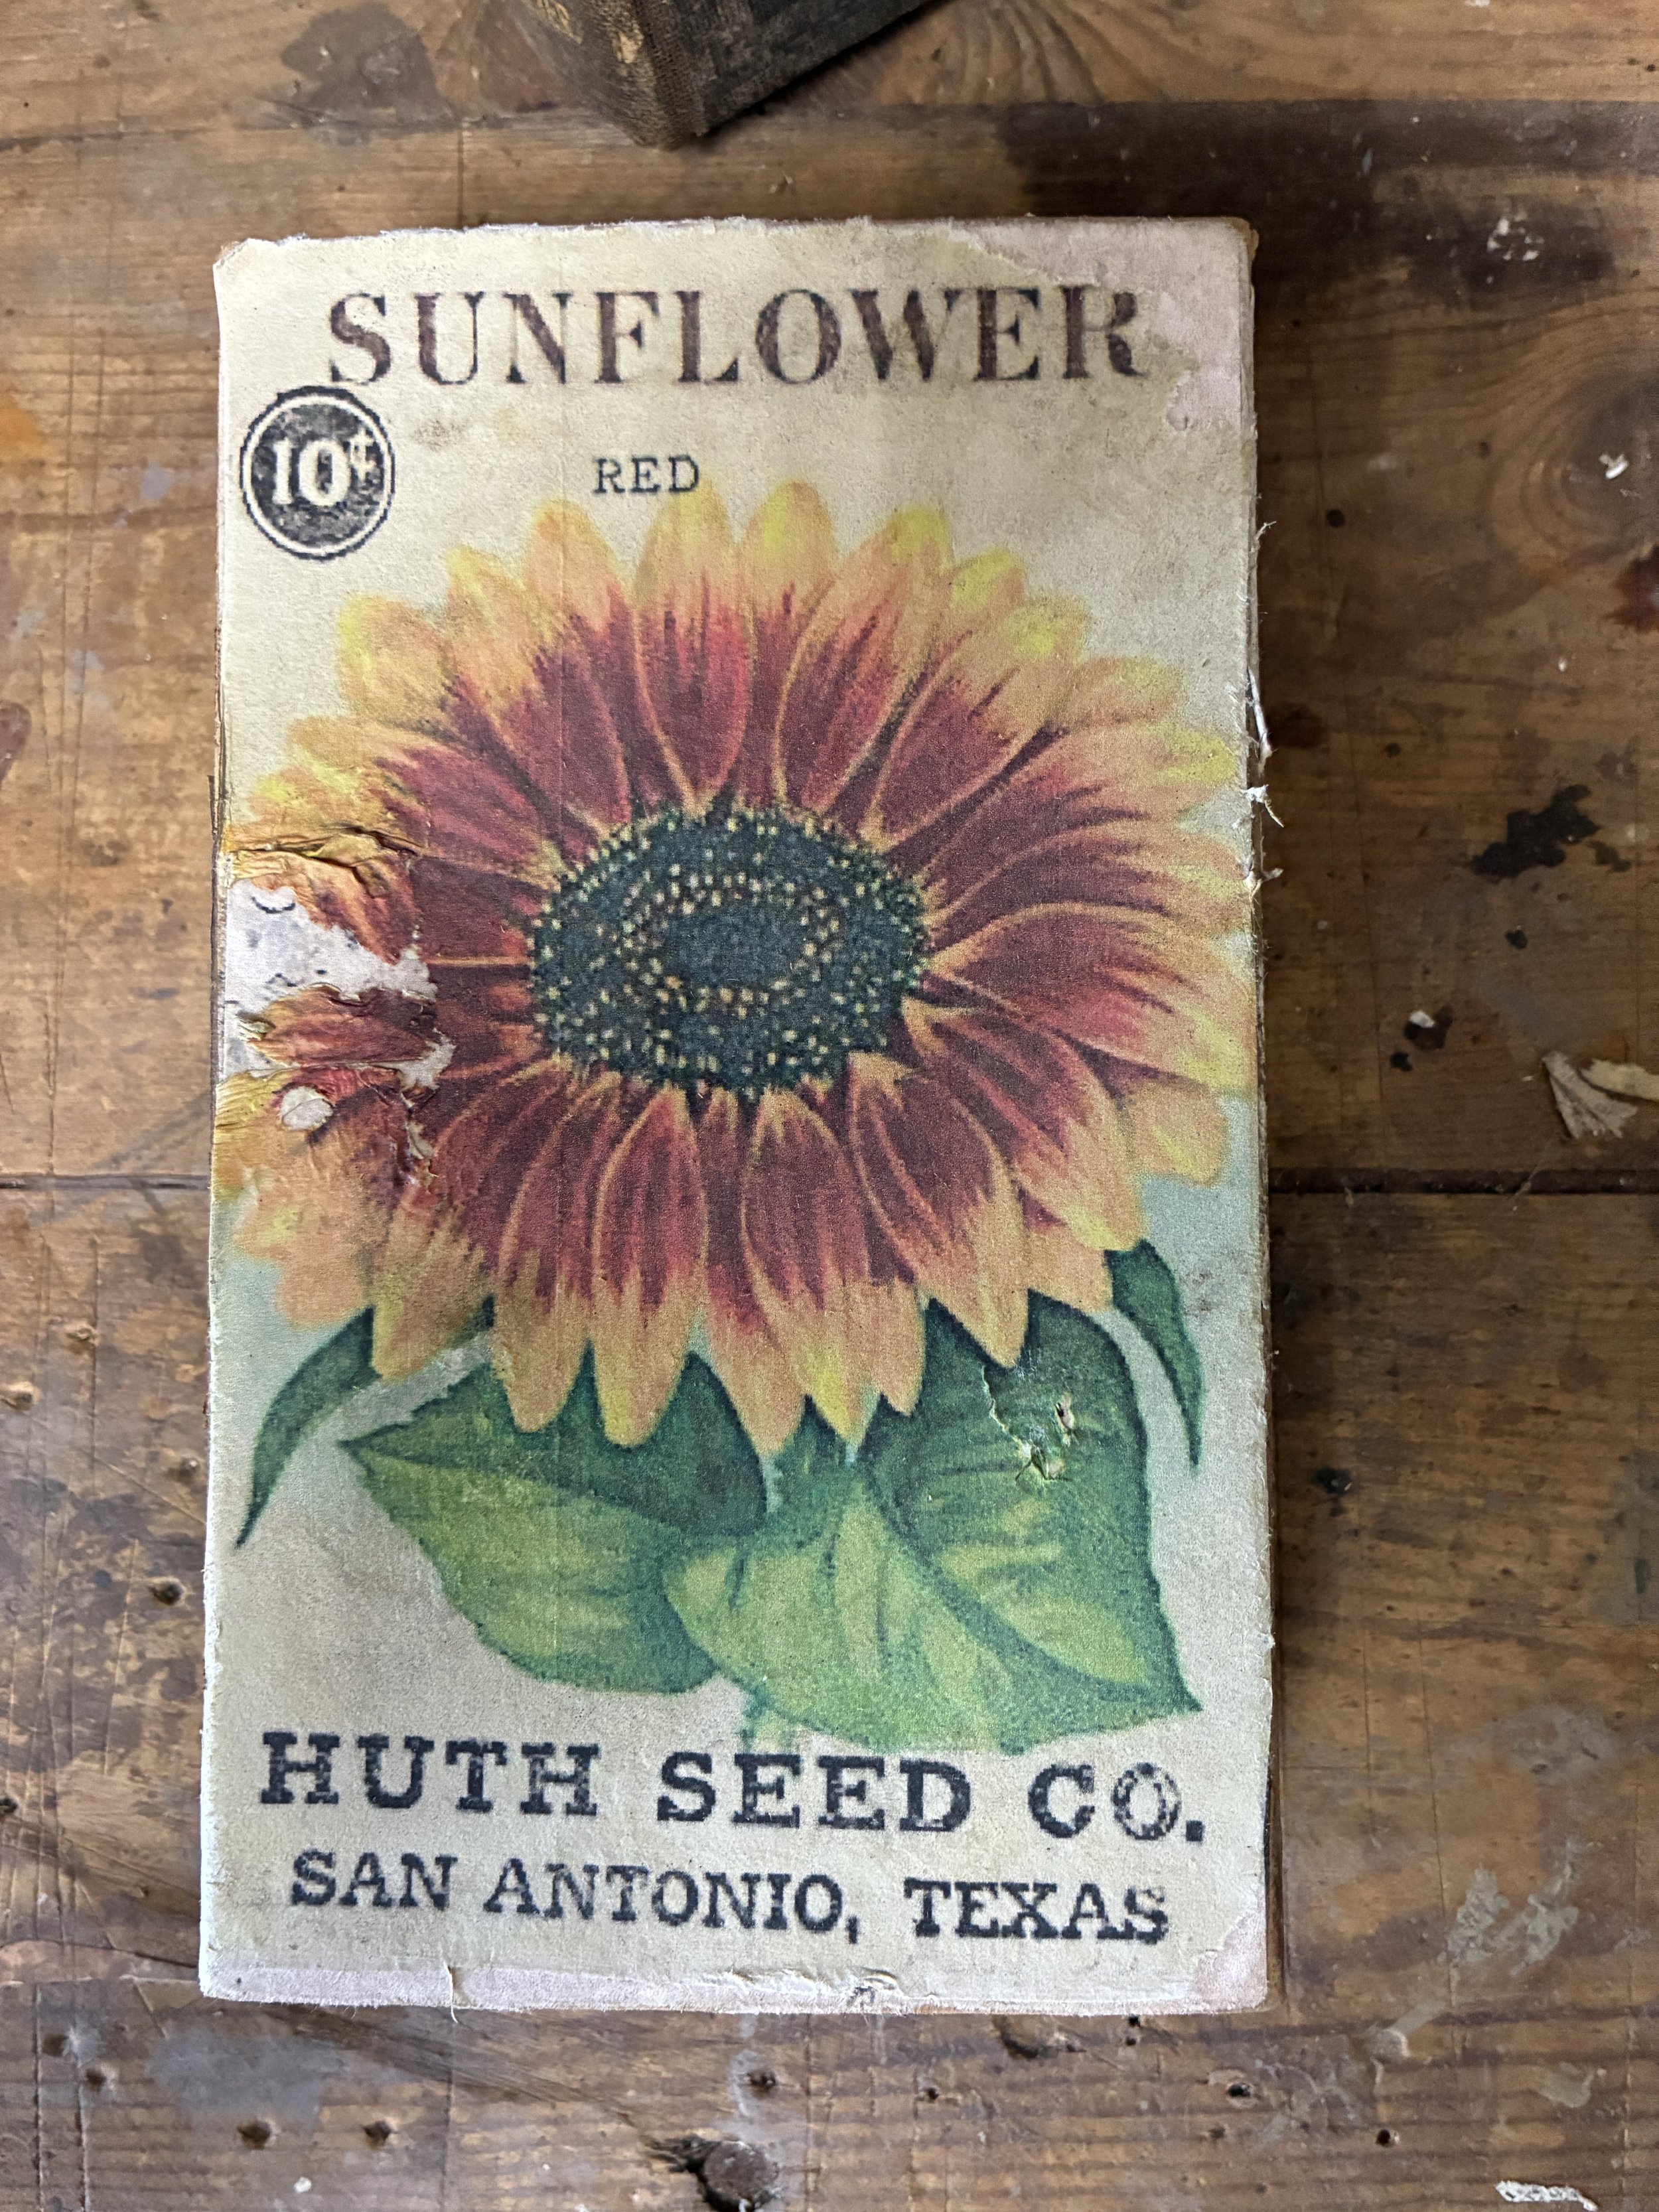 SUNFLOWER
10¢
RED
HUTH SEED CO.
SAN ANTONIO, TEXAS